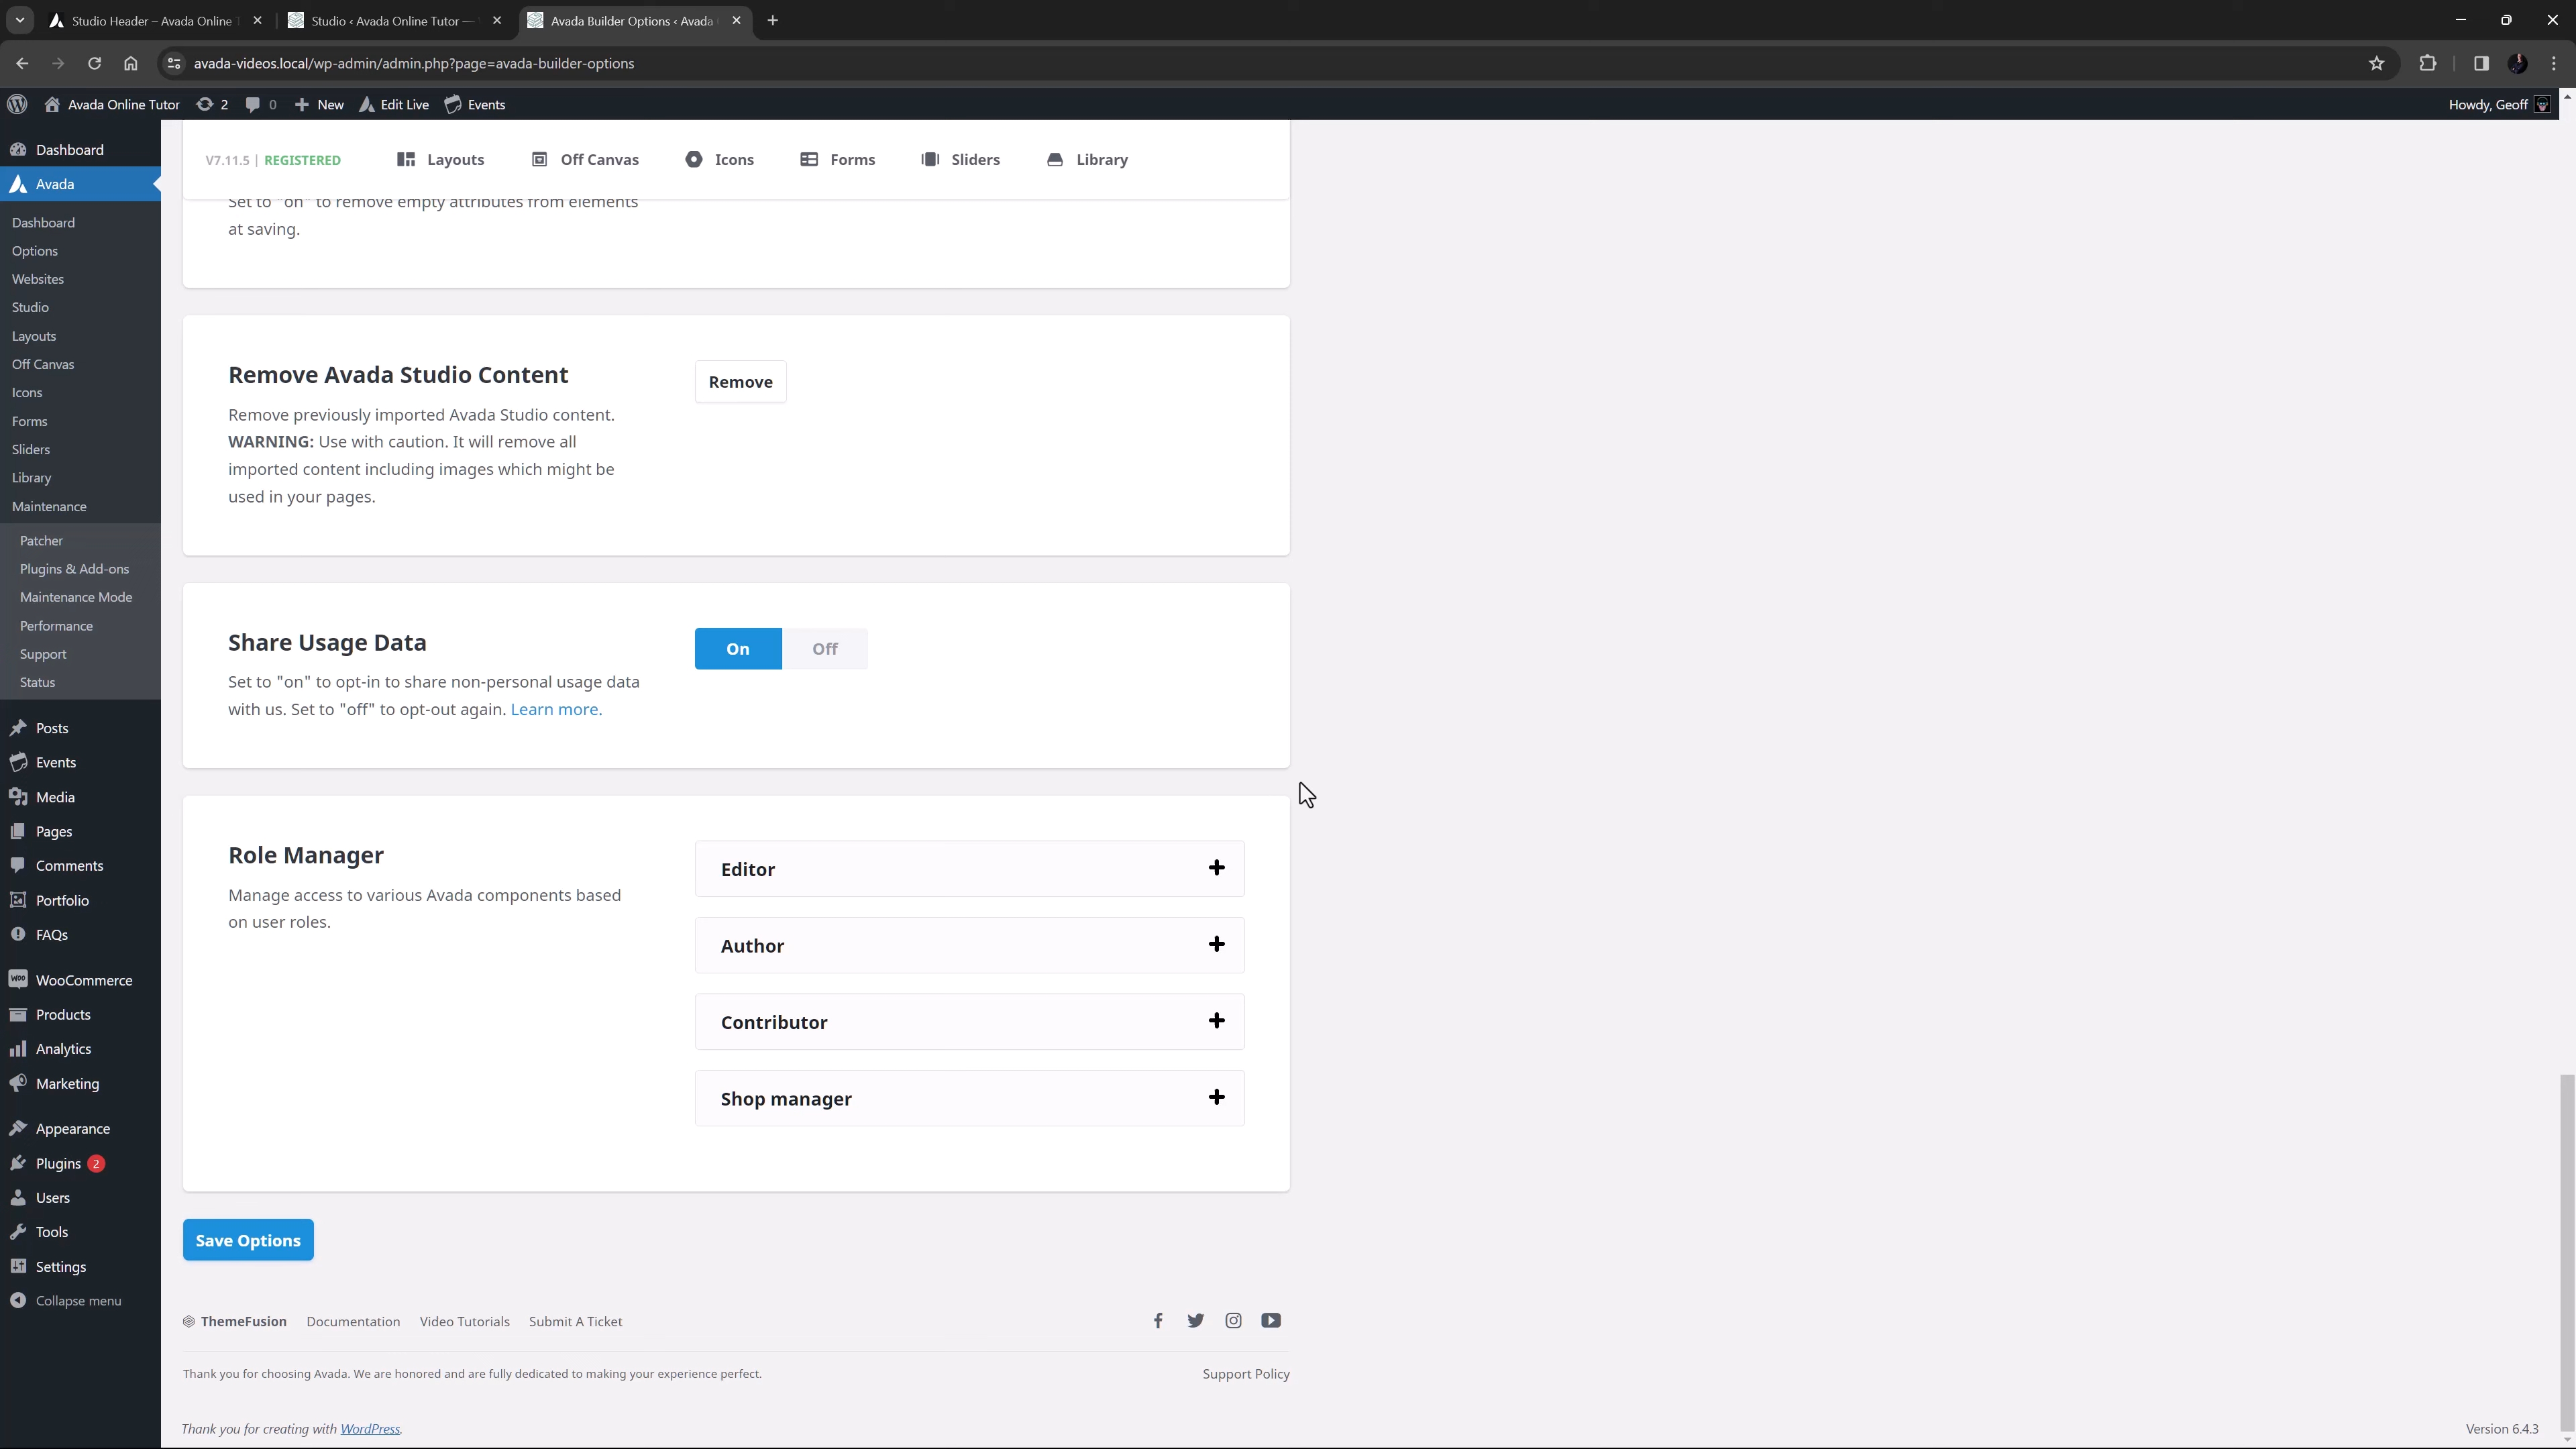 Studio Header – Avada Online
Studio ‹ Avada Online Tutor —
Avada Builder Options ‹ Avada
avada-videos.local/wp-admin/admin.php?page=avada-builder-options
Avada Online Tutor
2
0
New
Edit Live
Events
Howdy, Geoff
Dashboard
Avada
Dashboard
Options
Websites
Studio
Layouts
Off Canvas
Icons
Forms
Sliders
Library
Maintenance
Patcher
Plugins & Add-ons
Maintenance Mode
Performance
Support
Status
Posts
Events
Media
Pages
Comments
Portfolio
FAQs
WooCommerce
Products
Analytics
Marketing
Appearance
Plugins 2
Users
Tools
Settings
Collapse menu
V7.11.5 | REGISTERED
Layouts
Off Canvas
Icons
Forms
Sliders
Library
Set to "on" to remove empty attributes from elements
at saving.
Remove Avada Studio Content
Remove previously imported Avada Studio content.
WARNING: Use with caution. It will remove all
imported content including images which might be
used in your pages.
Remove
Share Usage Data
Set to "on" to opt-in to share non-personal usage data
with us. Set to "off" to opt-out again. Learn more.
On
Off
Role Manager
Manage access to various Avada components based
on user roles.
Editor
Author
Contributor
Shop manager
Save Options
ThemeFusion
Documentation
Video Tutorials
Submit A Ticket
Thank you for choosing Avada. We are honored and are fully dedicated to making your experience perfect.
Support Policy
Thank you for creating with WordPress.
Version 6.4.3